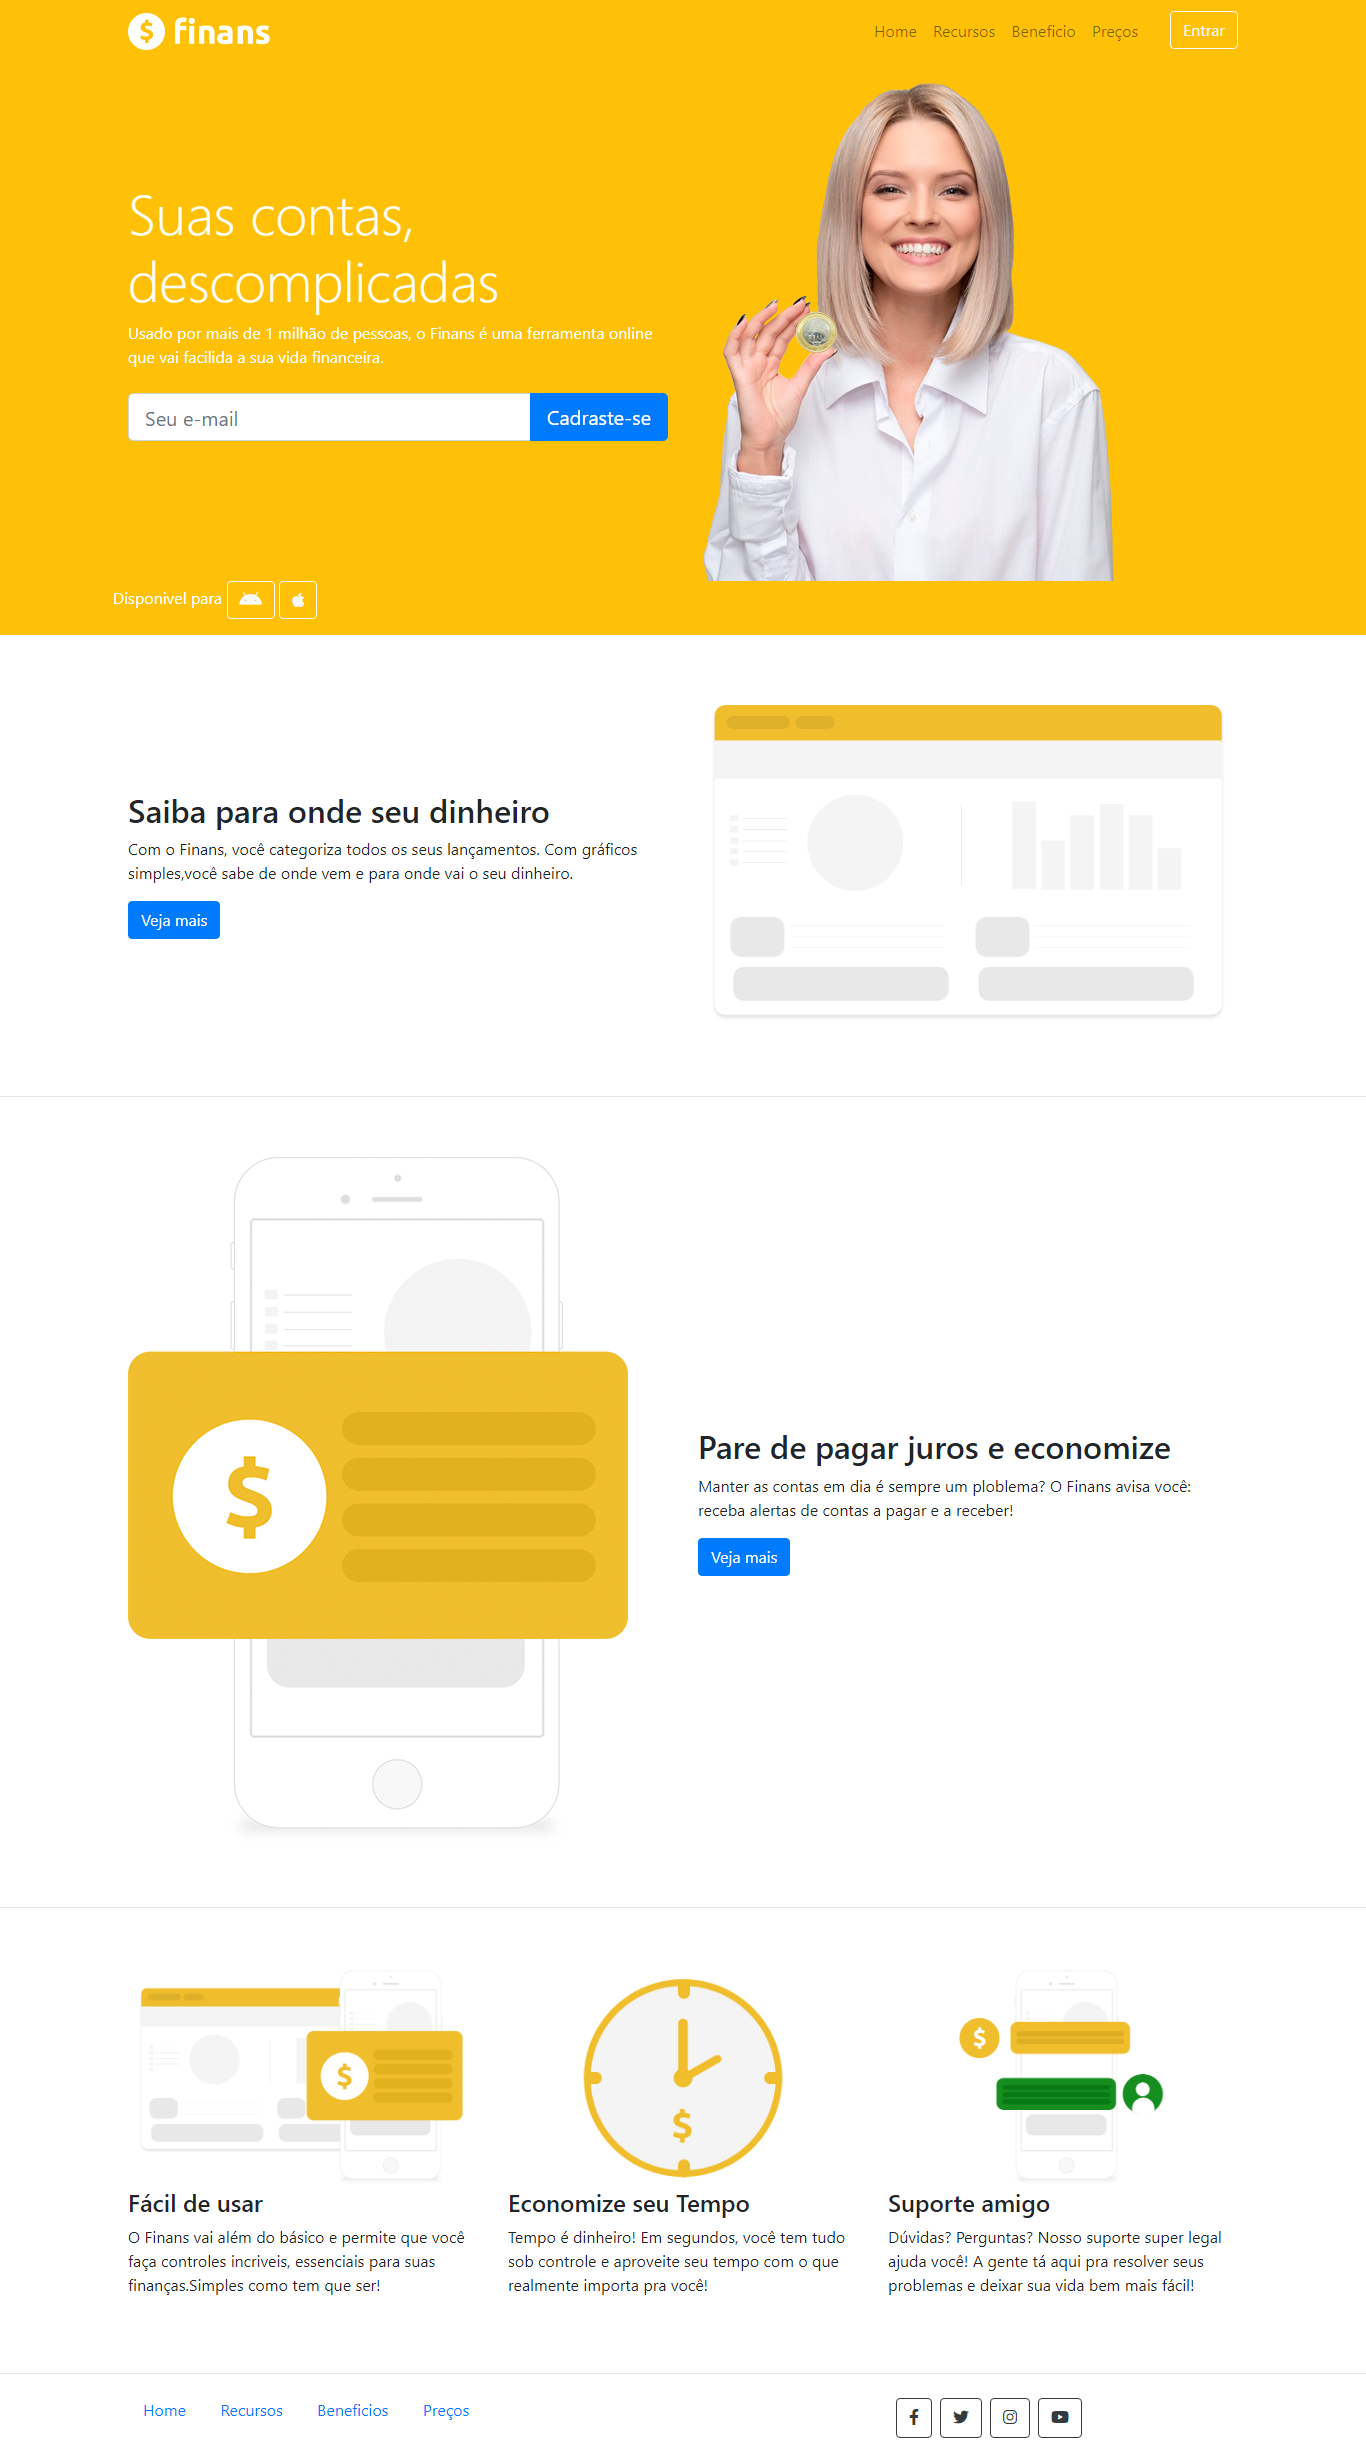 finans
Home Recursos Beneficio Preços Entrar
Suas contas,
descomplicadas
Usado por mais de 1 milhão de pessoas, o Finans é uma ferramenta online
que vai facilida a sua vida financeira.
Seu e-mail Cadraste-se
Disponivel para
Saiba para onde seu dinheiro
Com o Finans, você categoriza todos os seus lançamentos. Com gráficos
simples,você sabe de onde vem e para onde vai o seu dinheiro.
Veja mais
$
Pare de pagar juros e economize
Manter as contas em dia é sempre um ploblema? O Finans avisa você:
receba alertas de contas a pagar e a receber!
Veja mais
Fácil de usar
O Finans vai além do básico e permite que você
faça controles incriveis, essenciais para suas
finanças.Simples como tem que ser!
Economize seu Tempo
Tempo é dinheiro! Em segundos, você tem tudo
sob controle e aproveite seu tempo com o que
realmente importa pra você!
Suporte amigo
Dúvidas? Perguntas? Nosso suporte super legal
ajuda você! A gente tá aqui pra resolver seus
problemas e deixar sua vida bem mais fácil!
Home Recursos Beneficios Preços